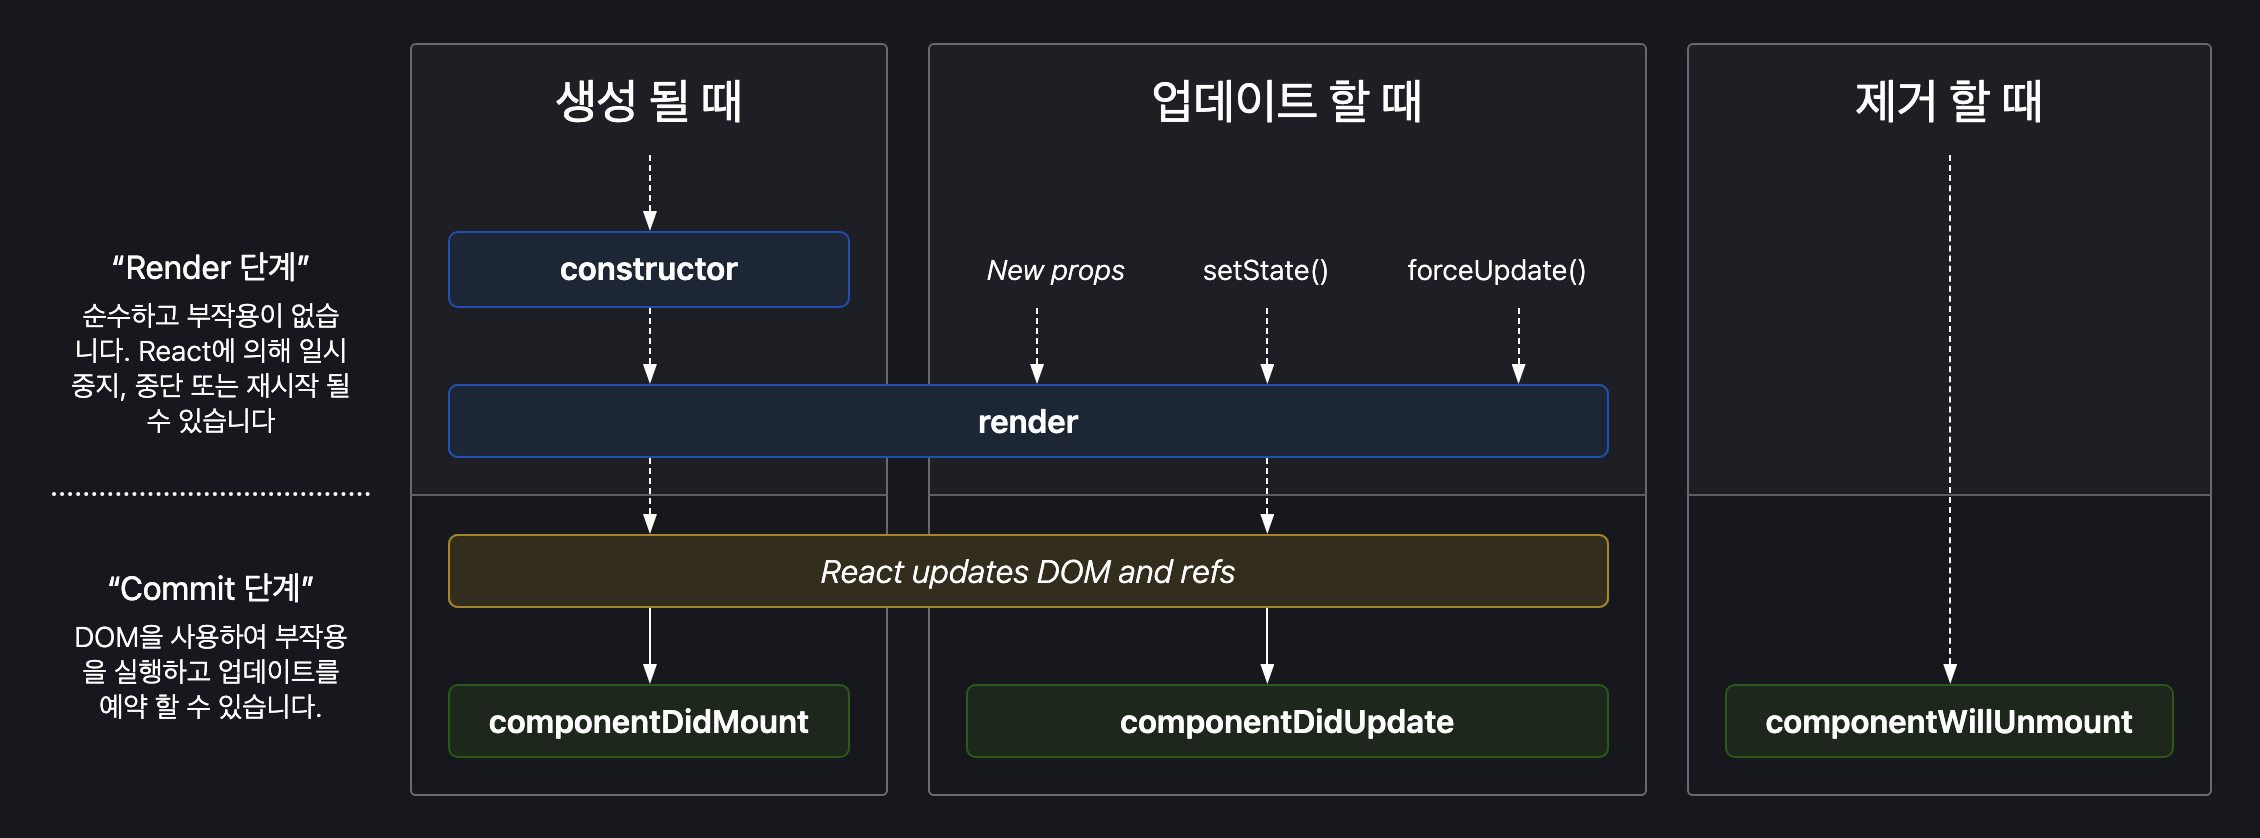 생성 될 때
업데이트 할 때
제거 할 때
“Render 단계”
순수하고 부작용이 없습
니다. React에 의해 일시
중지, 중단 또는 재시작 될
수 있습니다
constructor
New props
setState()
forceUpdate()
render
“Commit 단계”
DOM을 사용하여 부작용
을 실행하고 업데이트를
예약 할 수 있습니다.
React updates DOM and refs
componentDidMount
componentDidUpdate
componentWillUnmount